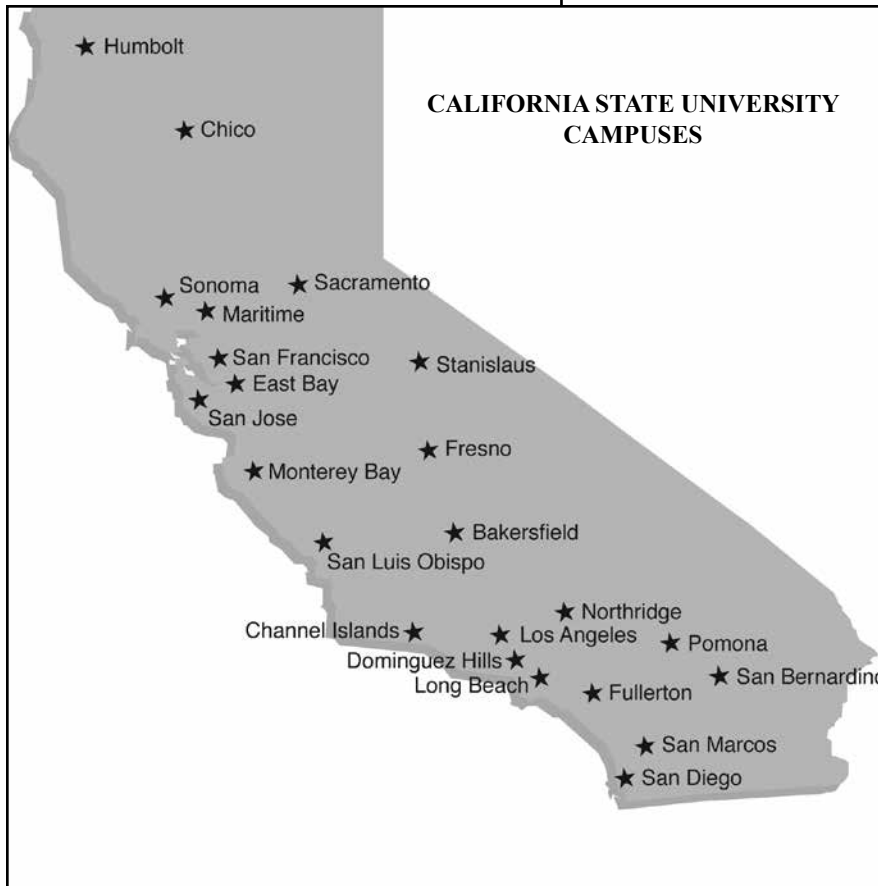 CALIFORNIA STATE UNIVERSITY
CAMPUSES
Humbolt
Chico
Sonoma
Sacramento
Maritime
San Francisco
Stanislaus
East Bay
San Jose
Fresno
Monterey Bay
Bakersfield
San Luis Obispo
Northridge
Channel Islands
Los Angeles
Pomona
Dominguez Hills
Long Beach
San Bernardino
Fullerton
San Marcos
San Diego